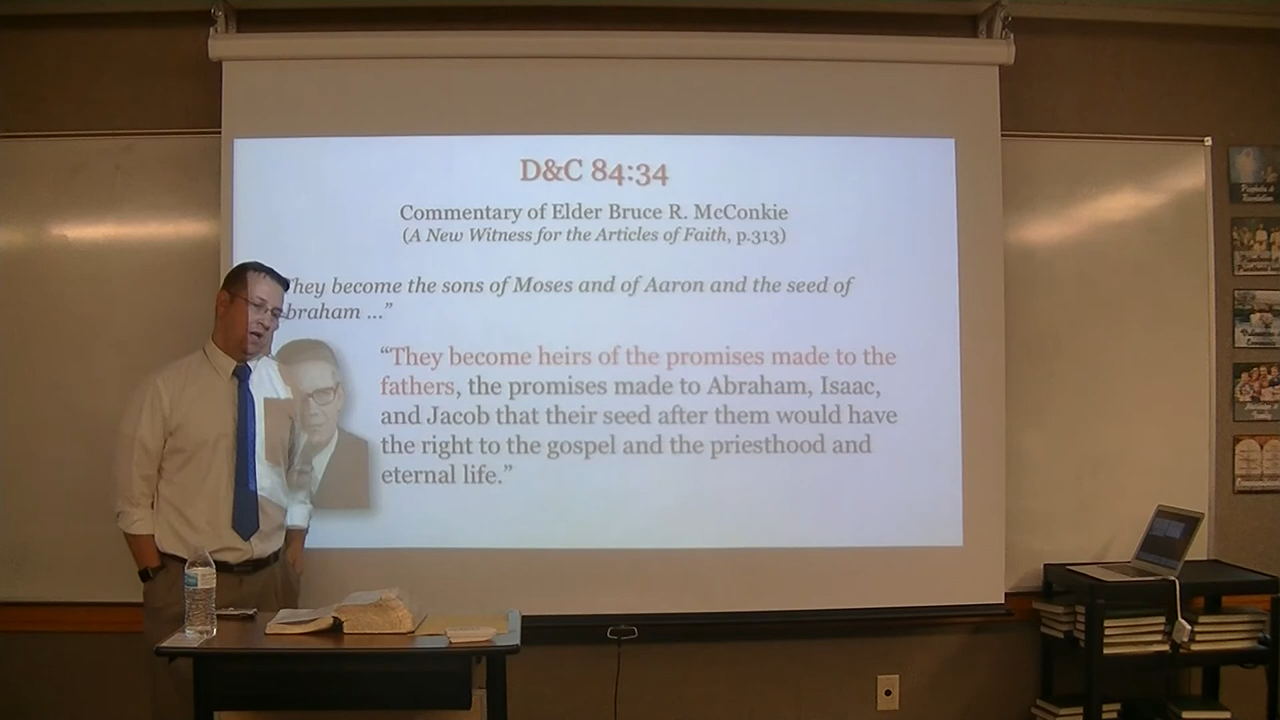 D&C 84:34
Commentary of Elder Bruce R. McConkie
(A New Witness for the Articles of Faith, p.313)
hey become the sons of Moses and of Aaron and the seed of
braham ..."
“They become heirs of the promises made to the
fathers, the promises made to Abraham, Isaac,
and Jacob that their seed after them would have
the right to the gospel and the priesthood and
eternal life.”